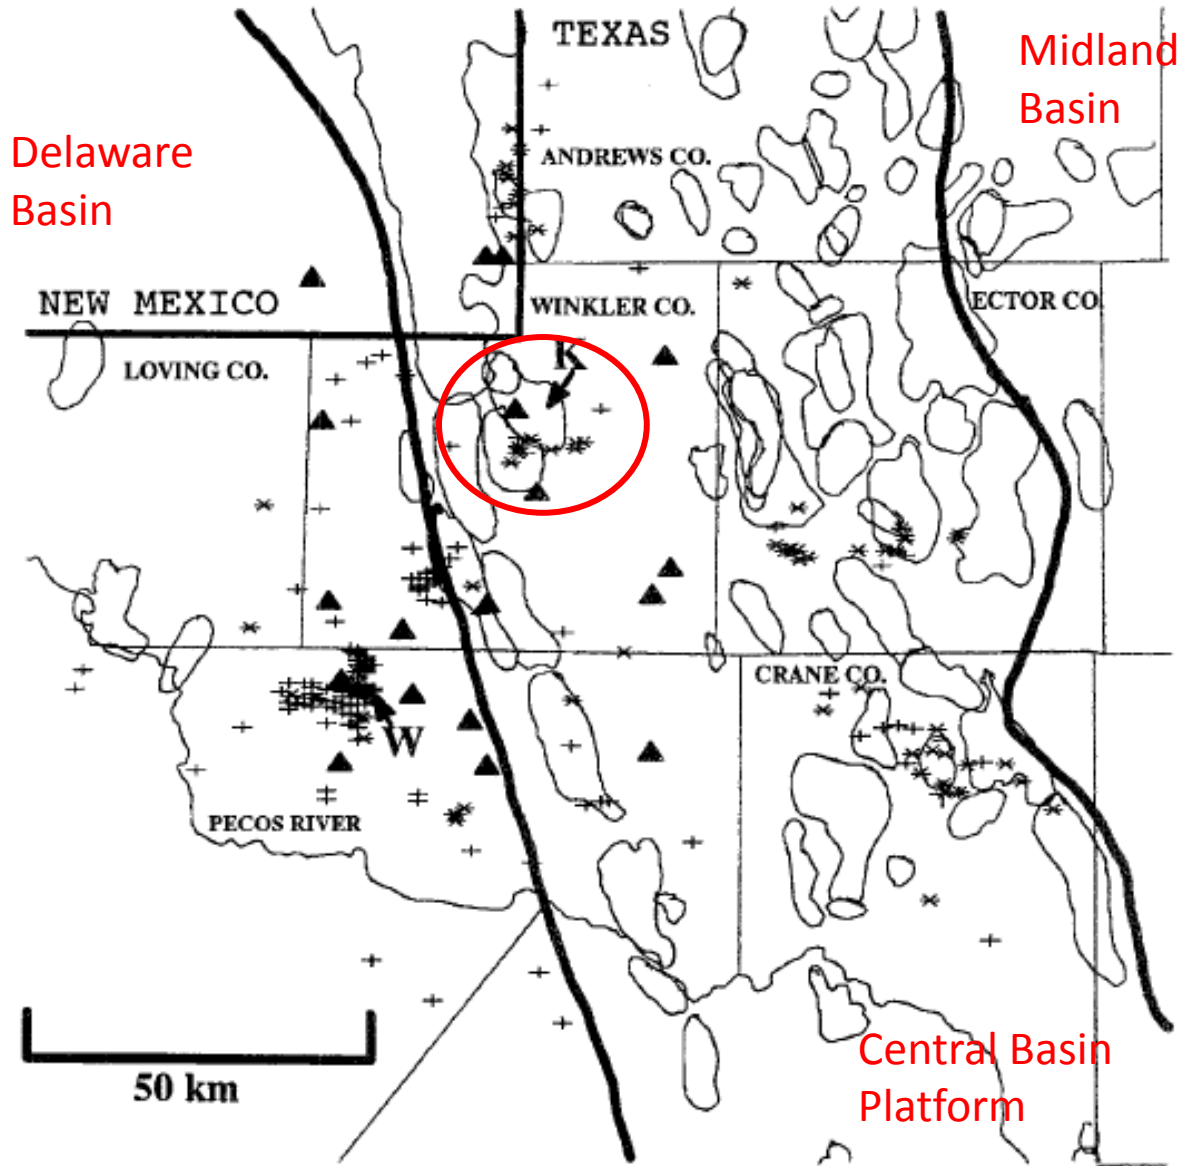 TEXAS
Midland
Basin
Delaware
Basin
ANDREWS CO.
NEW MEXICO
WINKLER CO.
ECTOR CO.
LOVING CO.
K
CRANE CO.
W
PECOS RIVER
50 km
Central Basin
Platform